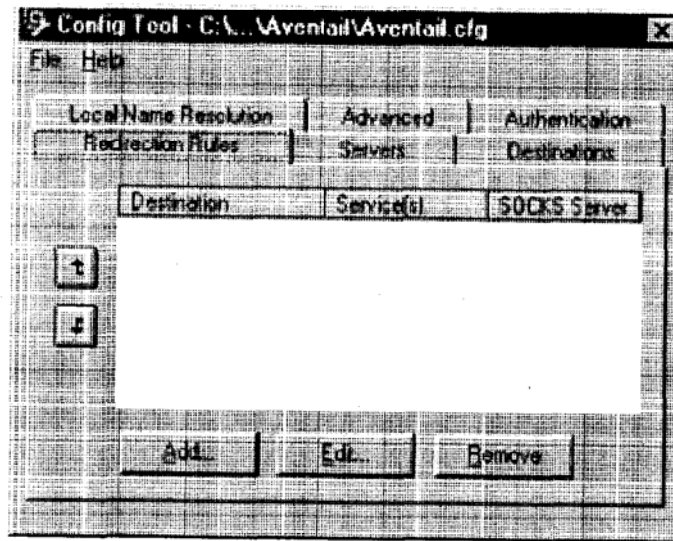 Config Tool - C:\...\Aventail\Aventail.cfg
File Help
Local Name Resolution Advanced Authentication
Redirection Rules Servers Destinations
Destination Service(s) SOCKS Server
Add... Edit... Remove